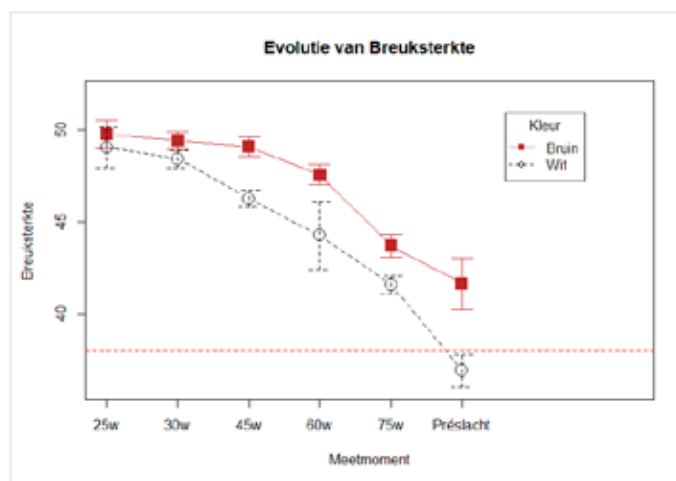 Evolutie van Breuksterkte
Breuksterkte
50
45
40
Kleur
Bruin
Wit
25w 30w 45w 60w 75w Préslacht
Meetmoment